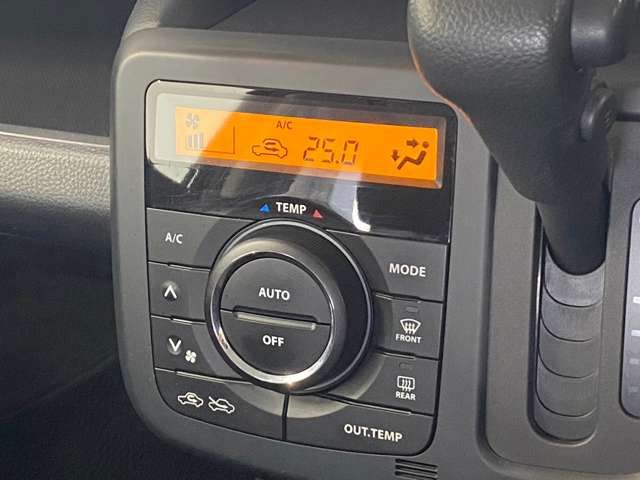 A/C
25.0
TEMP
A/C
MODE
AUTO
OFF
FRONT
REAR
OUT.TEMP